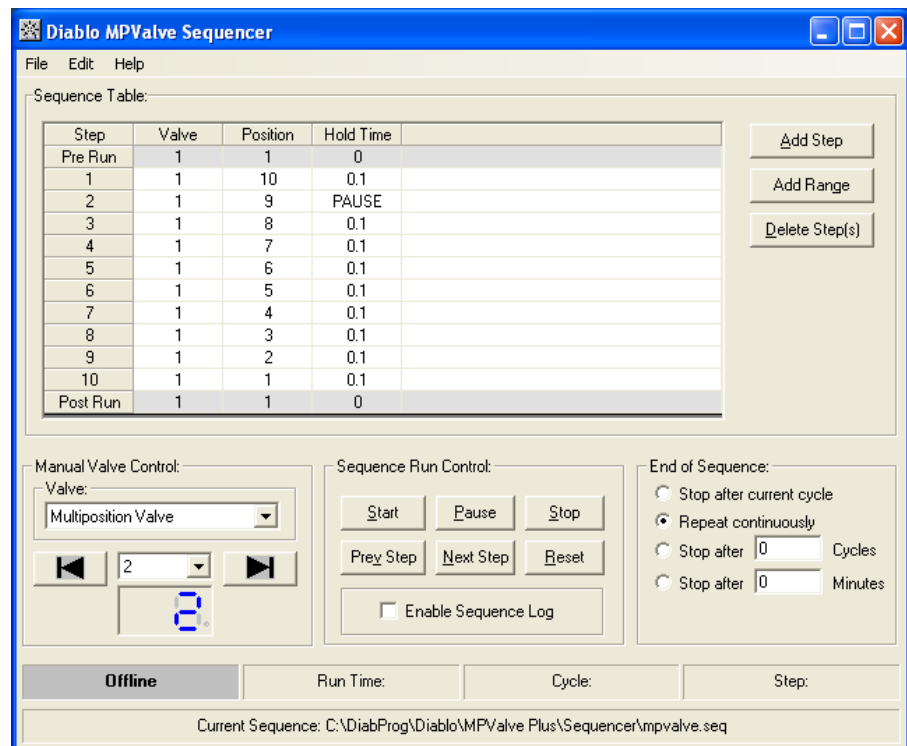 Diablo MPValve Sequencer
File Edit Help
Sequence Table:
Step Valve Position Hold Time
Pre Run 1 1 0
1 1 10 0.1
2 1 9 PAUSE
3 1 8 0.1
4 1 7 0.1
5 1 6 0.1
6 1 5 0.1
7 1 4 0.1
8 1 3 0.1
9 1 2 0.1
10 1 1 0.1
Post Run 1 1 0
Add Step
Add Range
Delete Step(s)
Manual Valve Control:
Valve:
Multiposition Valve
2
2
Sequence Run Control:
Start Pause Stop
Prev Step Next Step Reset
Enable Sequence Log
End of Sequence:
Stop after current cycle
Repeat continuously
Stop after 0 Cycles
Stop after 0 Minutes
Offline Run Time: Cycle: Step:
Current Sequence: C:\DiabProg\Diablo\MPValve Plus\Sequencer\mpvalve.seq